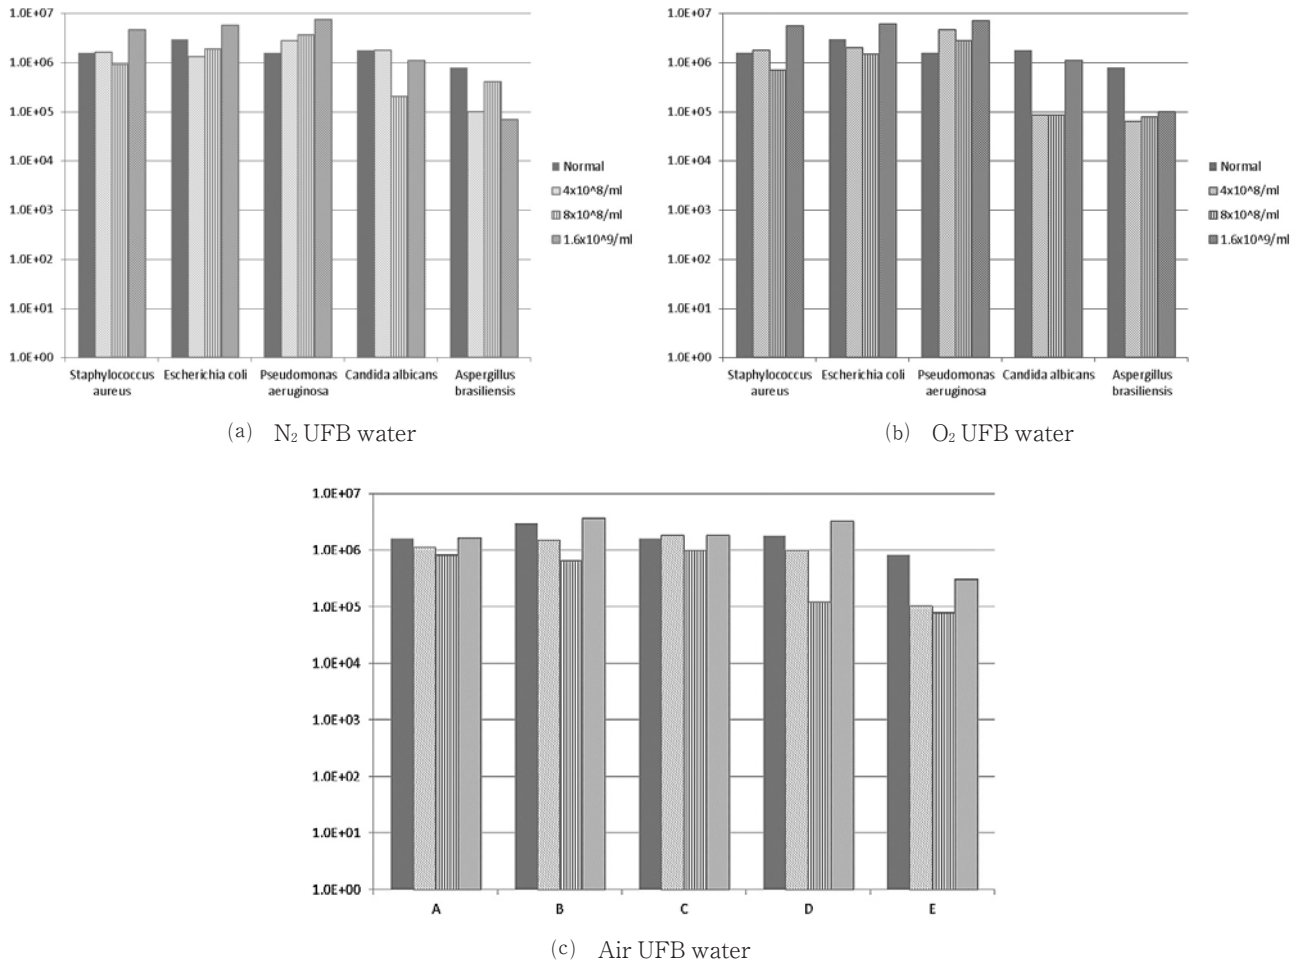 1.0E+07
1.0E+06
1.0E+05
1.0E+04
1.0E+03
1.0E+02
1.0E+01
1.0E+00
Staphylococcus aureus
Escherichia coli
Pseudomonas aeruginosa
Candida albicans
Aspergillus brasiliensis
Normal
4x10^8/ml
8x10^8/ml
1.6x10^9/ml
(a) N₂ UFB water
1.0E+07
1.0E+06
1.0E+05
1.0E+04
1.0E+03
1.0E+02
1.0E+01
1.0E+00
Staphylococcus aureus
Escherichia coli
Pseudomonas aeruginosa
Candida albicans
Aspergillus brasiliensis
Normal
4x10^8/ml
8x10^8/ml
1.6x10^9/ml
(b) O₂ UFB water
1.0E+07
1.0E+06
1.0E+05
1.0E+04
1.0E+03
1.0E+02
1.0E+01
1.0E+00
A B C D E
(c) Air UFB water